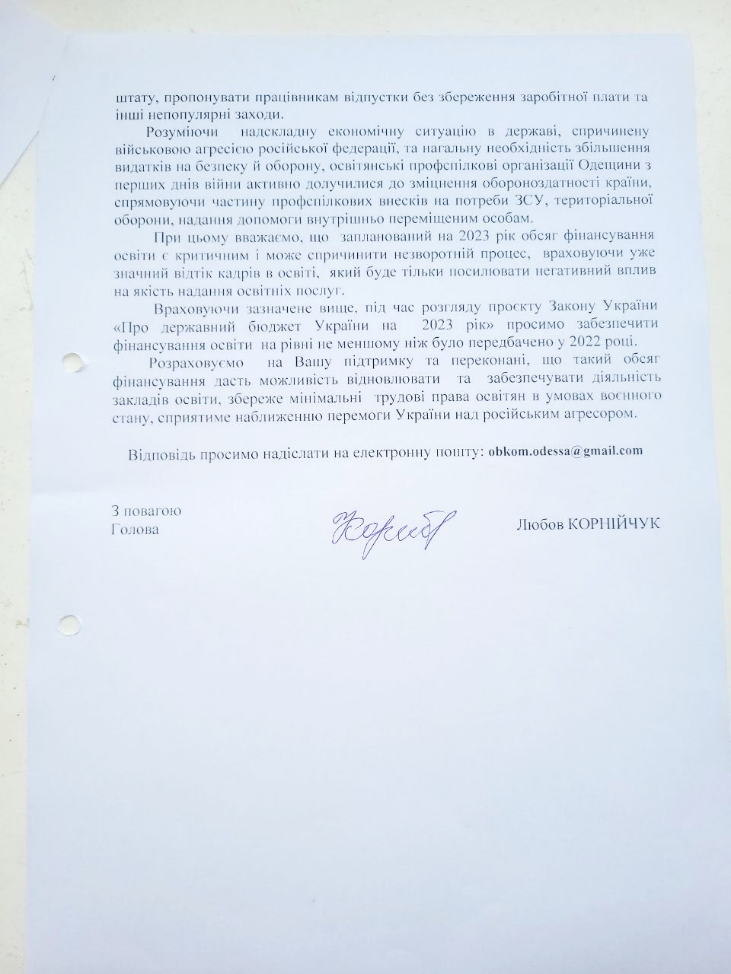 штату, пропонувати працівникам відпустки без збереження заробітної плати та
інші непопулярні заходи.
Розуміючи надскладну економічну ситуацію в державі, спричинену
військовою агресією російської федерації, та нагальну необхідність збільшення
видатків на безпеку й оборону, освітянські профспілкові організації Одещини з
перших днів війни активно долучилися до зміцнення обороноздатності країни,
спрямовуючи частину профспілкових внесків на потреби ЗСУ, територіальної
оборони, надання допомоги внутрішньо переміщеним особам.
При цьому вважаємо, що запланований на 2023 рік обсяг фінансування
освіти є критичним і може спричинити незворотній процес, враховуючи уже
значний відтік кадрів в освіті, який буде тільки посилювати негативний вплив
на якість надання освітніх послуг.
Враховуючи зазначене вище, під час розгляду проєкту Закону України
«Про державний бюджет України на 2023 рік» просимо забезпечити
фінансування освіти на рівні не меншому ніж було передбачено у 2022 році.
Розраховуємо на Вашу підтримку та переконані, що такий обсяг
фінансування дасть можливість відновлювати та забезпечувати діяльність
закладів освіти, збереже мінімальні трудові права освітян в умовах воєнного
стану, сприятиме наближенню перемоги України над російським агресором.
Відповідь просимо надіслати на електронну пошту: obkom.odessa@gmail.com
З повагою
Голова Любов КОРНІЙЧУК